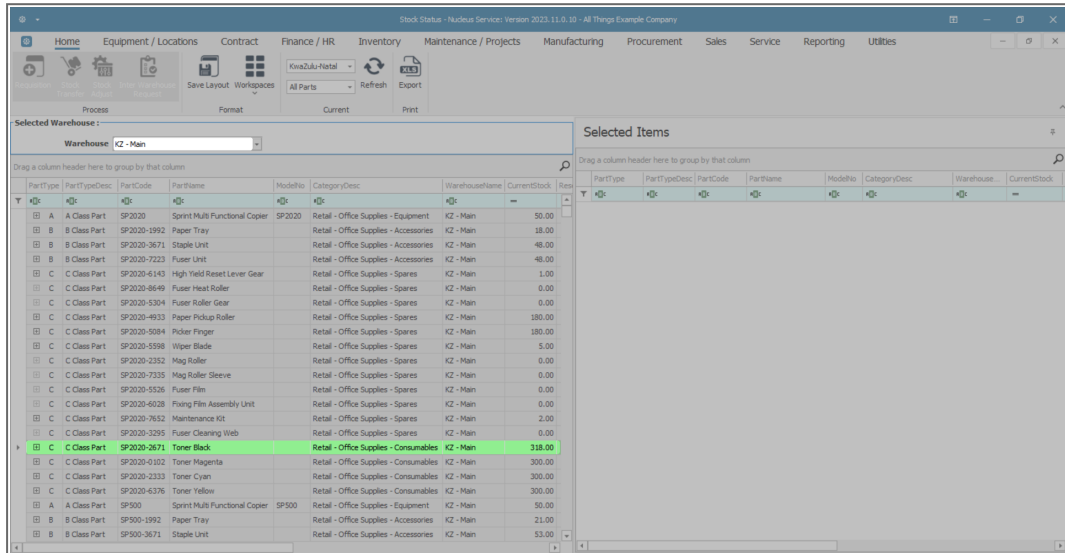 Stock Status - Nucleus Service: Version 2023.11.0.10 - All Things Example Company
Home Equipment / Locations Contract Finance / HR Inventory Maintenance / Projects Manufacturing Procurement Sales Service Reporting Utilities
KwaZulu-Natal
All Parts
Save Layout Workspaces Refresh Export
Process Format Current Print
Selected Warehouse :
Warehouse KZ - Main
Drag a column header here to group by that column
PartType PartTypeDesc PartCode PartName ModelNo CategoryDesc WarehouseName CurrentStock Rese
A A Class Part SP2020 Sprint Multi Functional Copier SP2020 Retail - Office Supplies - Equipment KZ - Main 50.00
B B Class Part SP2020-1992 Paper Tray Retail - Office Supplies - Accessories KZ - Main 18.00
B B Class Part SP2020-3671 Staple Unit Retail - Office Supplies - Accessories KZ - Main 48.00
B B Class Part SP2020-7223 Fuser Unit Retail - Office Supplies - Accessories KZ - Main 48.00
C C Class Part SP2020-6143 High Yield Reset Lever Gear Retail - Office Supplies - Spares KZ - Main 1.00
C C Class Part SP2020-8649 Fuser Heat Roller Retail - Office Supplies - Spares KZ - Main 0.00
C C Class Part SP2020-5304 Fuser Roller Gear Retail - Office Supplies - Spares KZ - Main 0.00
C C Class Part SP2020-4933 Paper Pickup Roller Retail - Office Supplies - Spares KZ - Main 180.00
C C Class Part SP2020-5084 Picker Finger Retail - Office Supplies - Spares KZ - Main 180.00
C C Class Part SP2020-5598 Wiper Blade Retail - Office Supplies - Spares KZ - Main 5.00
C C Class Part SP2020-2352 Mag Roller Retail - Office Supplies - Spares KZ - Main 0.00
C C Class Part SP2020-7335 Mag Roller Sleeve Retail - Office Supplies - Spares KZ - Main 0.00
C C Class Part SP2020-5526 Fuser Film Retail - Office Supplies - Spares KZ - Main 0.00
C C Class Part SP2020-6028 Fixing Film Assembly Unit Retail - Office Supplies - Spares KZ - Main 0.00
C C Class Part SP2020-7652 Maintenance Kit Retail - Office Supplies - Spares KZ - Main 2.00
C C Class Part SP2020-3295 Fuser Cleaning Web Retail - Office Supplies - Spares KZ - Main 0.00
C C Class Part SP2020-2671 Toner Black Retail - Office Supplies - Consumables KZ - Main 318.00
C C Class Part SP2020-0102 Toner Magenta Retail - Office Supplies - Consumables KZ - Main 300.00
C C Class Part SP2020-2333 Toner Cyan Retail - Office Supplies - Consumables KZ - Main 300.00
C C Class Part SP2020-6376 Toner Yellow Retail - Office Supplies - Consumables KZ - Main 300.00
A A Class Part SP500 Sprint Multi Functional Copier SP500 Retail - Office Supplies - Equipment KZ - Main 50.00
B B Class Part SP500-1992 Paper Tray Retail - Office Supplies - Accessories KZ - Main 21.00
B B Class Part SP500-3671 Staple Unit Retail - Office Supplies - Accessories KZ - Main 53.00
Selected Items
Drag a column header here to group by that column
PartType PartTypeDesc PartCode PartName ModelNo CategoryDesc Warehouse... CurrentStock